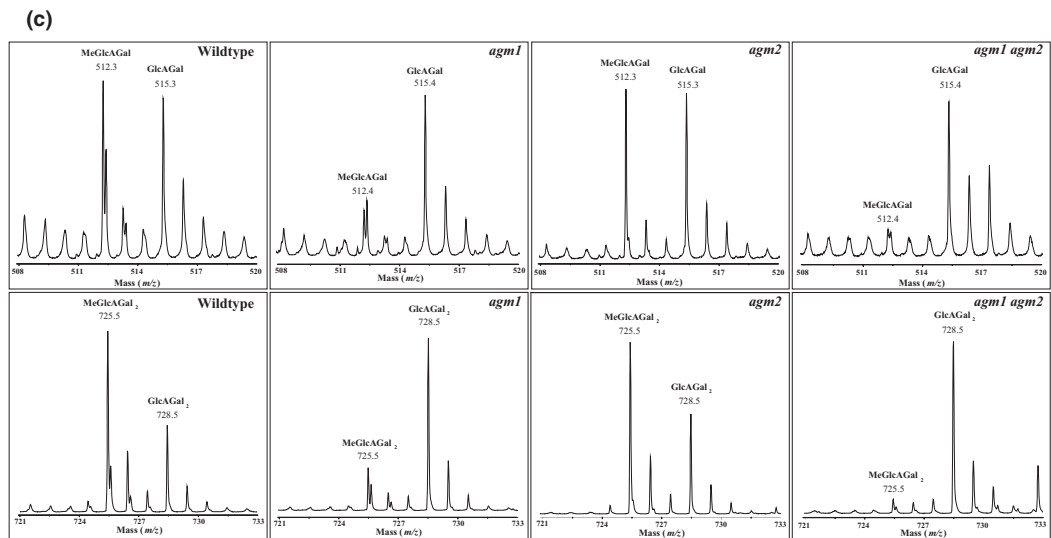 (c)
Wildtype
MeGlcAGal
512.3
GlcAGal
515.3
508 511 514 517 520
Mass (m/z)
agm1
GlcAGal
515.4
MeGlcAGal
512.4
508 511 514 517 520
Mass (m/z)
agm2
MeGlcAGal
512.3
GlcAGal
515.3
508 511 514 517 520
Mass (m/z)
agm1 agm2
GlcAGal
515.4
MeGlcAGal
512.4
508 511 514 517 520
Mass (m/z)
Wildtype
MeGlcAGal2
725.5
GlcAGal2
728.5
721 724 727 730 733
Mass (m/z)
agm1
GlcAGal2
728.5
MeGlcAGal2
725.5
721 724 727 730 733
Mass (m/z)
agm2
MeGlcAGal2
725.5
GlcAGal2
728.5
721 724 727 730 733
Mass (m/z)
agm1 agm2
GlcAGal2
728.5
MeGlcAGal2
725.5
721 724 727 730 733
Mass (m/z)